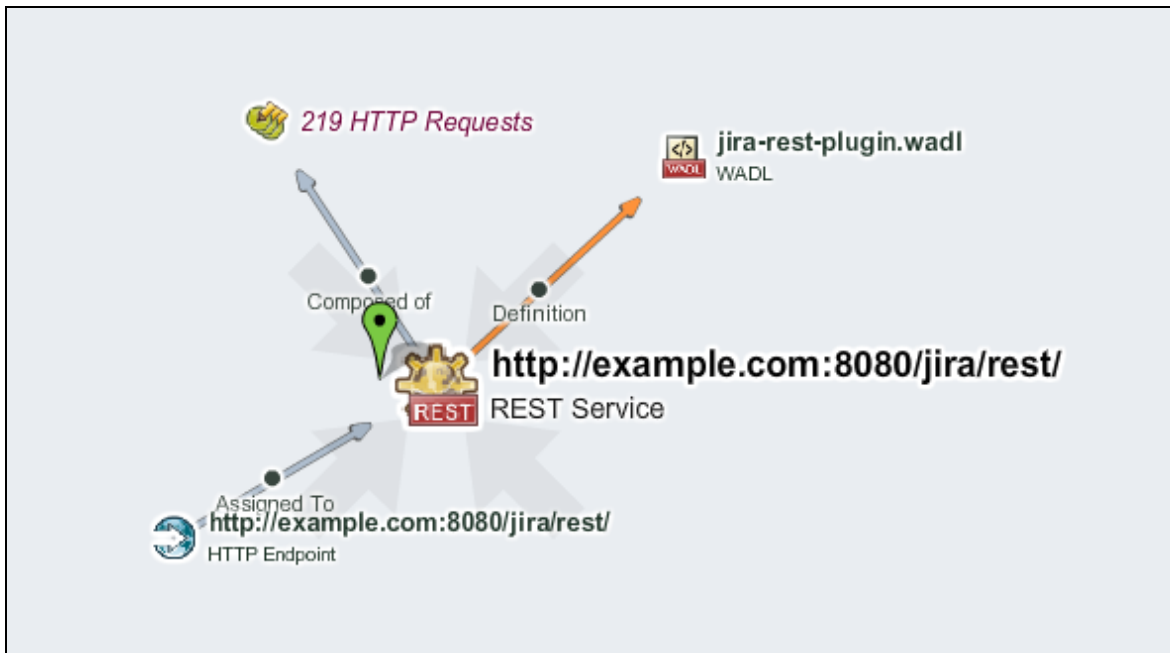 219 HTTP Requests
jira-rest-plugin.wadl
WADL
WADL
Composed of
Definition
http://example.com:8080/jira/rest/
REST
REST Service
Assigned To
http://example.com:8080/jira/rest/
HTTP Endpoint